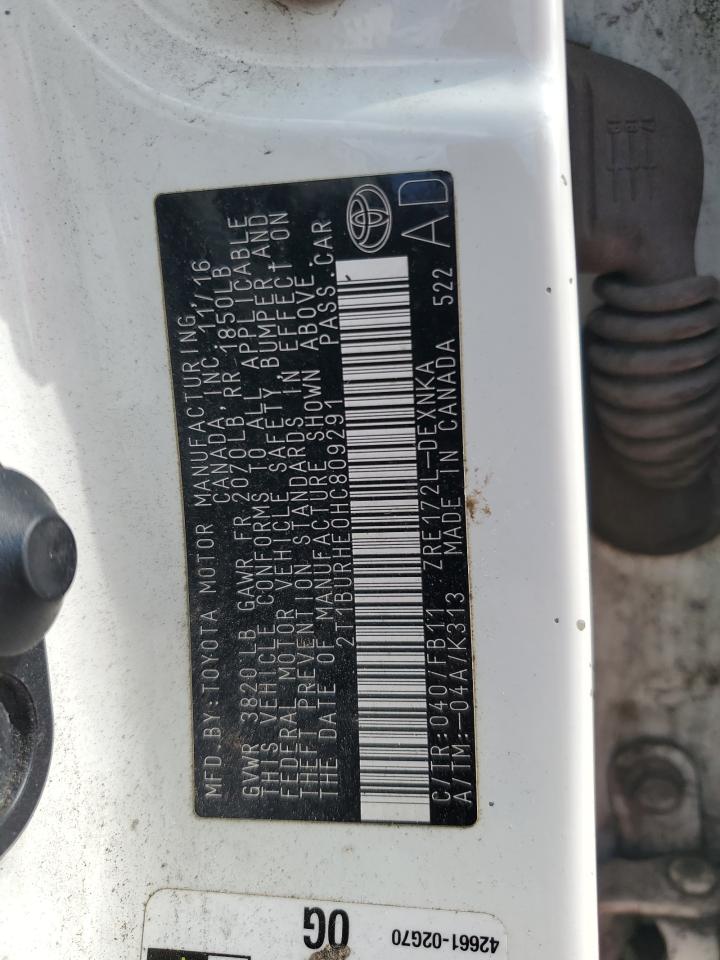 MFD.BY:TOYOTA MOTOR MANUFACTURING,
CANADA,INC. 11/16
GVWR 3820LB GAWR FR 2070LB RR 1850LB
THIS VEHICLE CONFORMS TO ALL APPLICABLE
FEDERAL MOTOR VEHICLE SAFETY,BUMPER AND
THEFT PREVENTION STANDARDS IN EFFECT ON
THE DATE OF MANUFACTURE SHOWN ABOVE.
2T1BURHE0HC809291 PASS.CAR
C/TR:040/FB11 ZRE172L-DEXNKA
A/TM:-04A/K313 MADE IN CANADA 522
AD
0G
42661-02G70